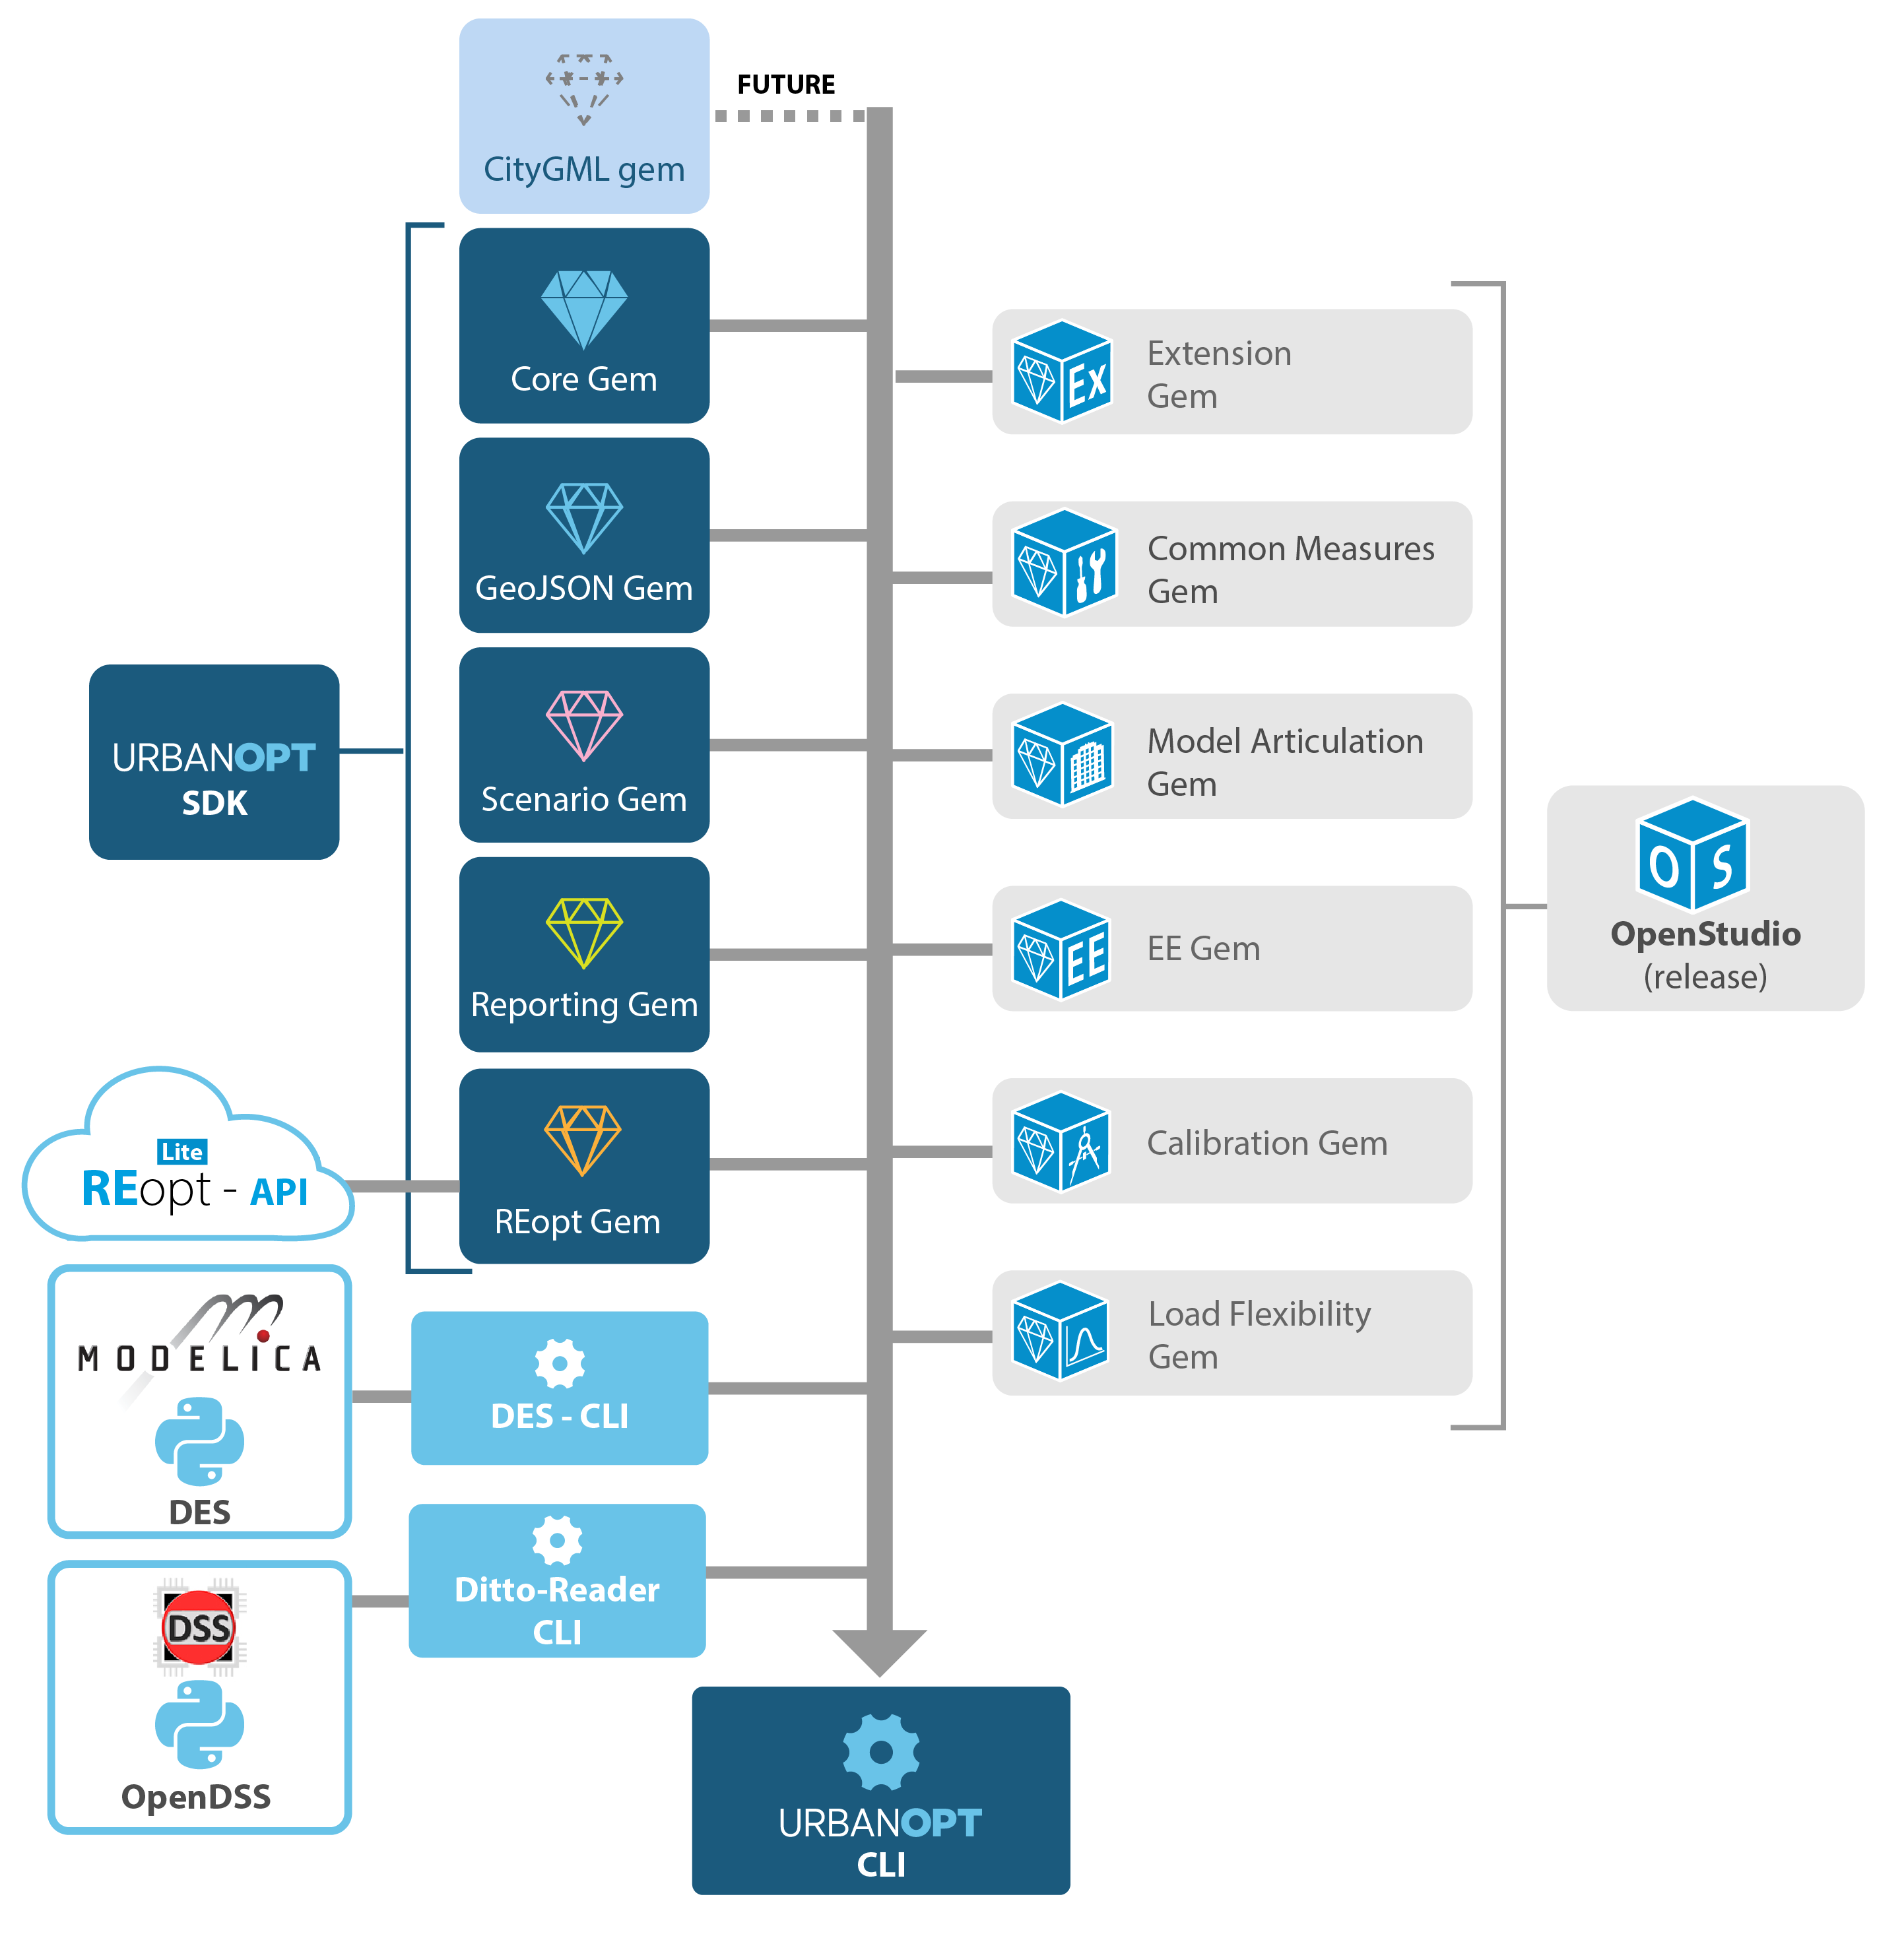 FUTURE
CityGML gem
Core Gem
GeoJSON Gem
Scenario Gem
Reporting Gem
REopt Gem
URBANOPT
SDK
Lite
REopt - API
MODELICA
DES
DES - CLI
DSS
OpenDSS
Ditto-Reader
CLI
Ex
Extension
Gem
Common Measures
Gem
Model Articulation
Gem
EE
EE Gem
Calibration Gem
Load Flexibility
Gem
OS
OpenStudio
(release)
URBANOPT
CLI